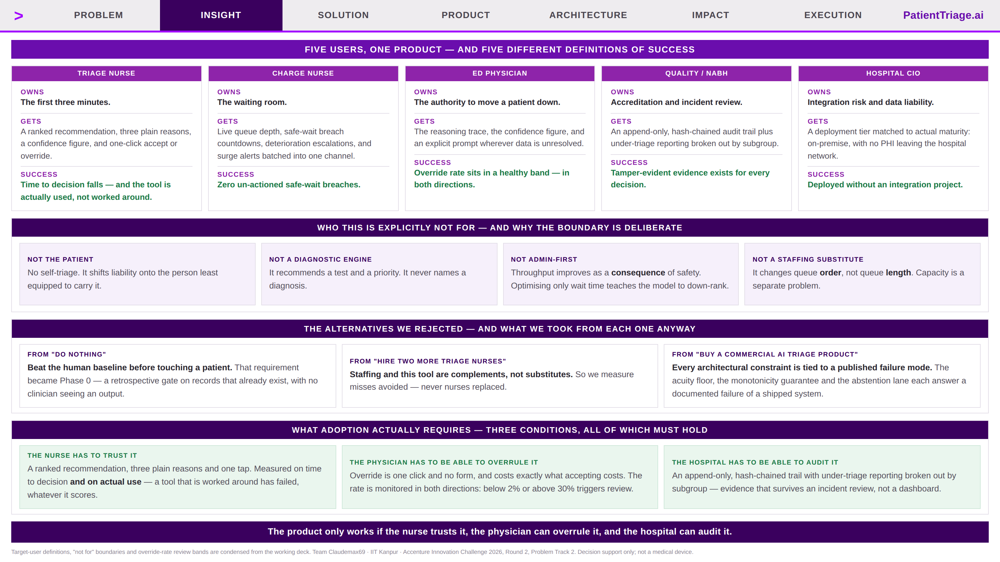 > PROBLEM INSIGHT SOLUTION PRODUCT ARCHITECTURE IMPACT EXECUTION PatientTriage.ai
FIVE USERS, ONE PRODUCT — AND FIVE DIFFERENT DEFINITIONS OF SUCCESS
TRIAGE NURSE
OWNS
The first three minutes.
GETS
A ranked recommendation, three plain reasons,
a confidence figure, and one-click accept or
override.
SUCCESS
Time to decision falls — and the tool is
actually used, not worked around.
CHARGE NURSE
OWNS
The waiting room.
GETS
Live queue depth, safe-wait breach
countdowns, deterioration escalations, and
surge alerts batched into one channel.
SUCCESS
Zero un-actioned safe-wait breaches.
ED PHYSICIAN
OWNS
The authority to move a patient down.
GETS
The reasoning trace, the confidence figure, and
an explicit prompt wherever data is unresolved.
SUCCESS
Override rate sits in a healthy band — in
both directions.
QUALITY / NABH
OWNS
Accreditation and incident review.
GETS
An append-only, hash-chained audit trail plus
under-triage reporting broken out by subgroup.
SUCCESS
Tamper-evident evidence exists for every
decision.
HOSPITAL CIO
OWNS
Integration risk and data liability.
GETS
A deployment tier matched to actual maturity:
on-premise, with no PHI leaving the hospital
network.
SUCCESS
Deployed without an integration project.
WHO THIS IS EXPLICITLY NOT FOR — AND WHY THE BOUNDARY IS DELIBERATE
NOT THE PATIENT
No self-triage. It shifts liability onto the person least
equipped to carry it.
NOT A DIAGNOSTIC ENGINE
It recommends a test and a priority. It never names a
diagnosis.
NOT ADMIN-FIRST
Throughput improves as a consequence of safety.
Optimising only wait time teaches the model to down-rank.
NOT A STAFFING SUBSTITUTE
It changes queue order, not queue length. Capacity is a
separate problem.
THE ALTERNATIVES WE REJECTED — AND WHAT WE TOOK FROM EACH ONE ANYWAY
FROM "DO NOTHING"
Beat the human baseline before touching a patient. That requirement
became Phase 0 — a retrospective gate on records that already exist, with no
clinician seeing an output.
FROM "HIRE TWO MORE TRIAGE NURSES"
Staffing and this tool are complements, not substitutes. So we measure
misses avoided — never nurses replaced.
FROM "BUY A COMMERCIAL AI TRIAGE PRODUCT"
Every architectural constraint is tied to a published failure mode. The
acuity floor, the monotonicity guarantee and the abstention lane each answer a
documented failure of a shipped system.
WHAT ADOPTION ACTUALLY REQUIRES — THREE CONDITIONS, ALL OF WHICH MUST HOLD
THE NURSE HAS TO TRUST IT
A ranked recommendation, three plain reasons and one tap. Measured on time
to decision and on actual use — a tool that is worked around has failed,
whatever it scores.
THE PHYSICIAN HAS TO BE ABLE TO OVERRULE IT
Override is one click and no form, and costs exactly what accepting costs. The
rate is monitored in both directions: below 2% or above 30% triggers review.
THE HOSPITAL HAS TO BE ABLE TO AUDIT IT
An append-only, hash-chained trail with under-triage reporting broken out by
subgroup — evidence that survives an incident review, not a dashboard.
The product only works if the nurse trusts it, the physician can overrule it, and the hospital can audit it.
Target-user definitions, "not for" boundaries and override-rate review bands are condensed from the working deck. Team Claudemax69 · IIT Kanpur · Accenture Innovation Challenge 2026, Round 2, Problem Track 2. Decision support only; not a medical device.